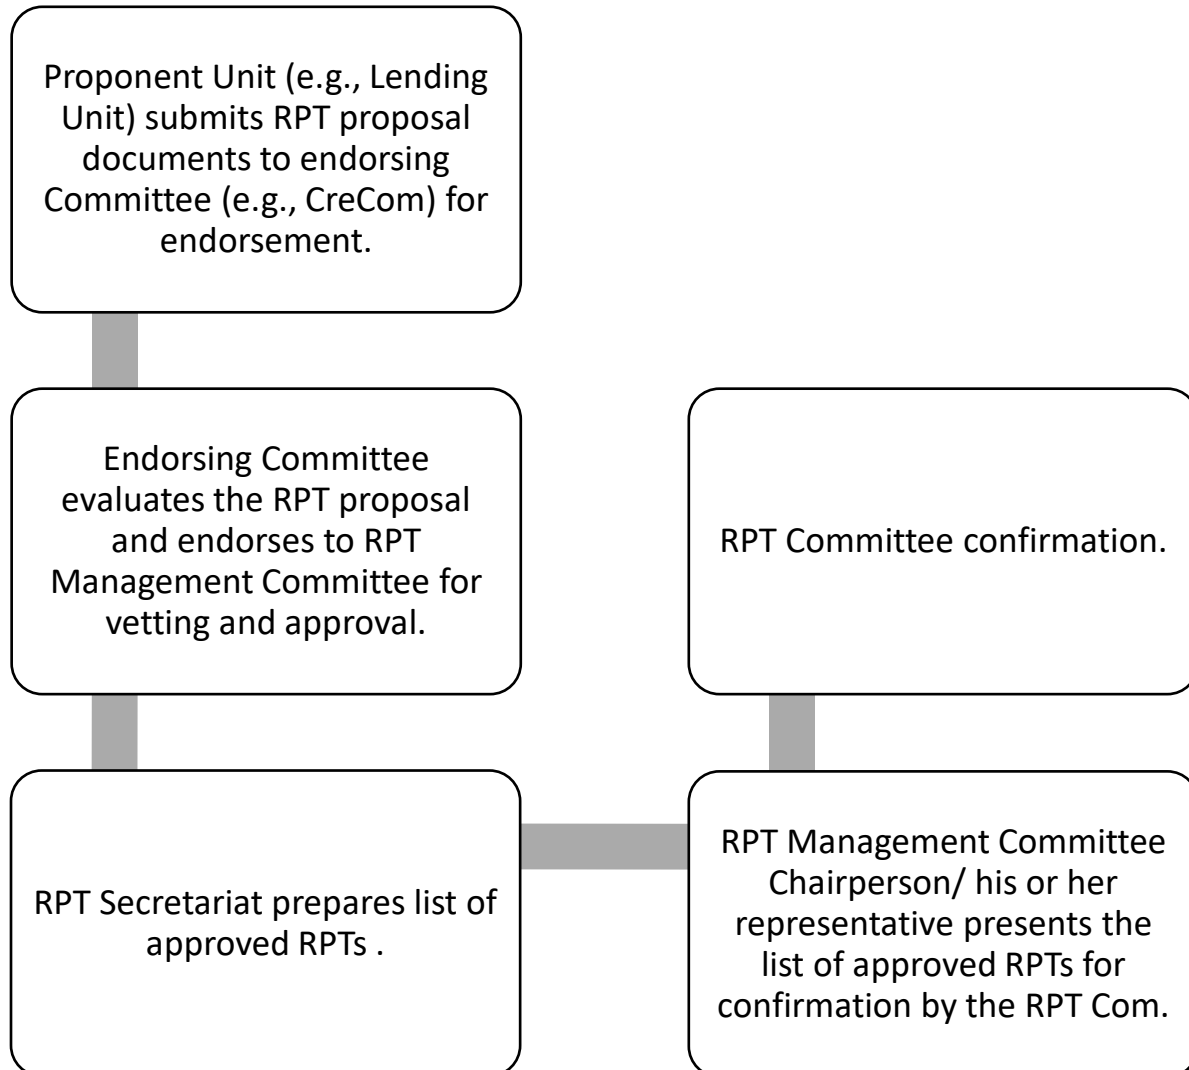 Proponent Unit (e.g., Lending
Unit) submits RPT proposal
documents to endorsing
Committee (e.g., CreCom) for
endorsement.
Endorsing Committee
evaluates the RPT proposal
and endorses to RPT
Management Committee for
vetting and approval.
RPT Secretariat prepares list of
approved RPTs .
RPT Management Committee
Chairperson/ his or her
representative presents the
list of approved RPTs for
confirmation by the RPT Com.
RPT Committee confirmation.